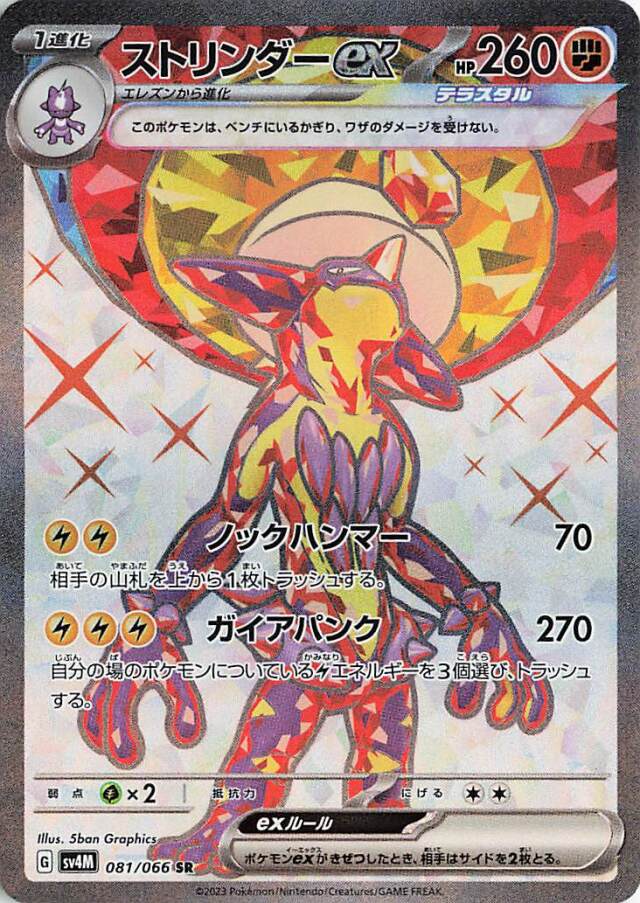 1進化 ストリンダーex HP260
エレズンから進化 テラスタル
このポケモンは、ベンチにいるかぎり、ワザのダメージを受けない。
ノックハンマー 70
相手の山札を上から1枚トラッシュする。
ガイアパンク 270
自分の場のポケモンについているエネルギーを3個選び、トラッシュ
する。
弱点 ×2 抵抗力 にげる
exルール
Illus. 5ban Graphics
ポケモンexがきぜつしたとき、相手はサイドを2枚とる。
G sv4M 081/066 SR
©2023 Pokémon/Nintendo/Creatures/GAME FREAK.